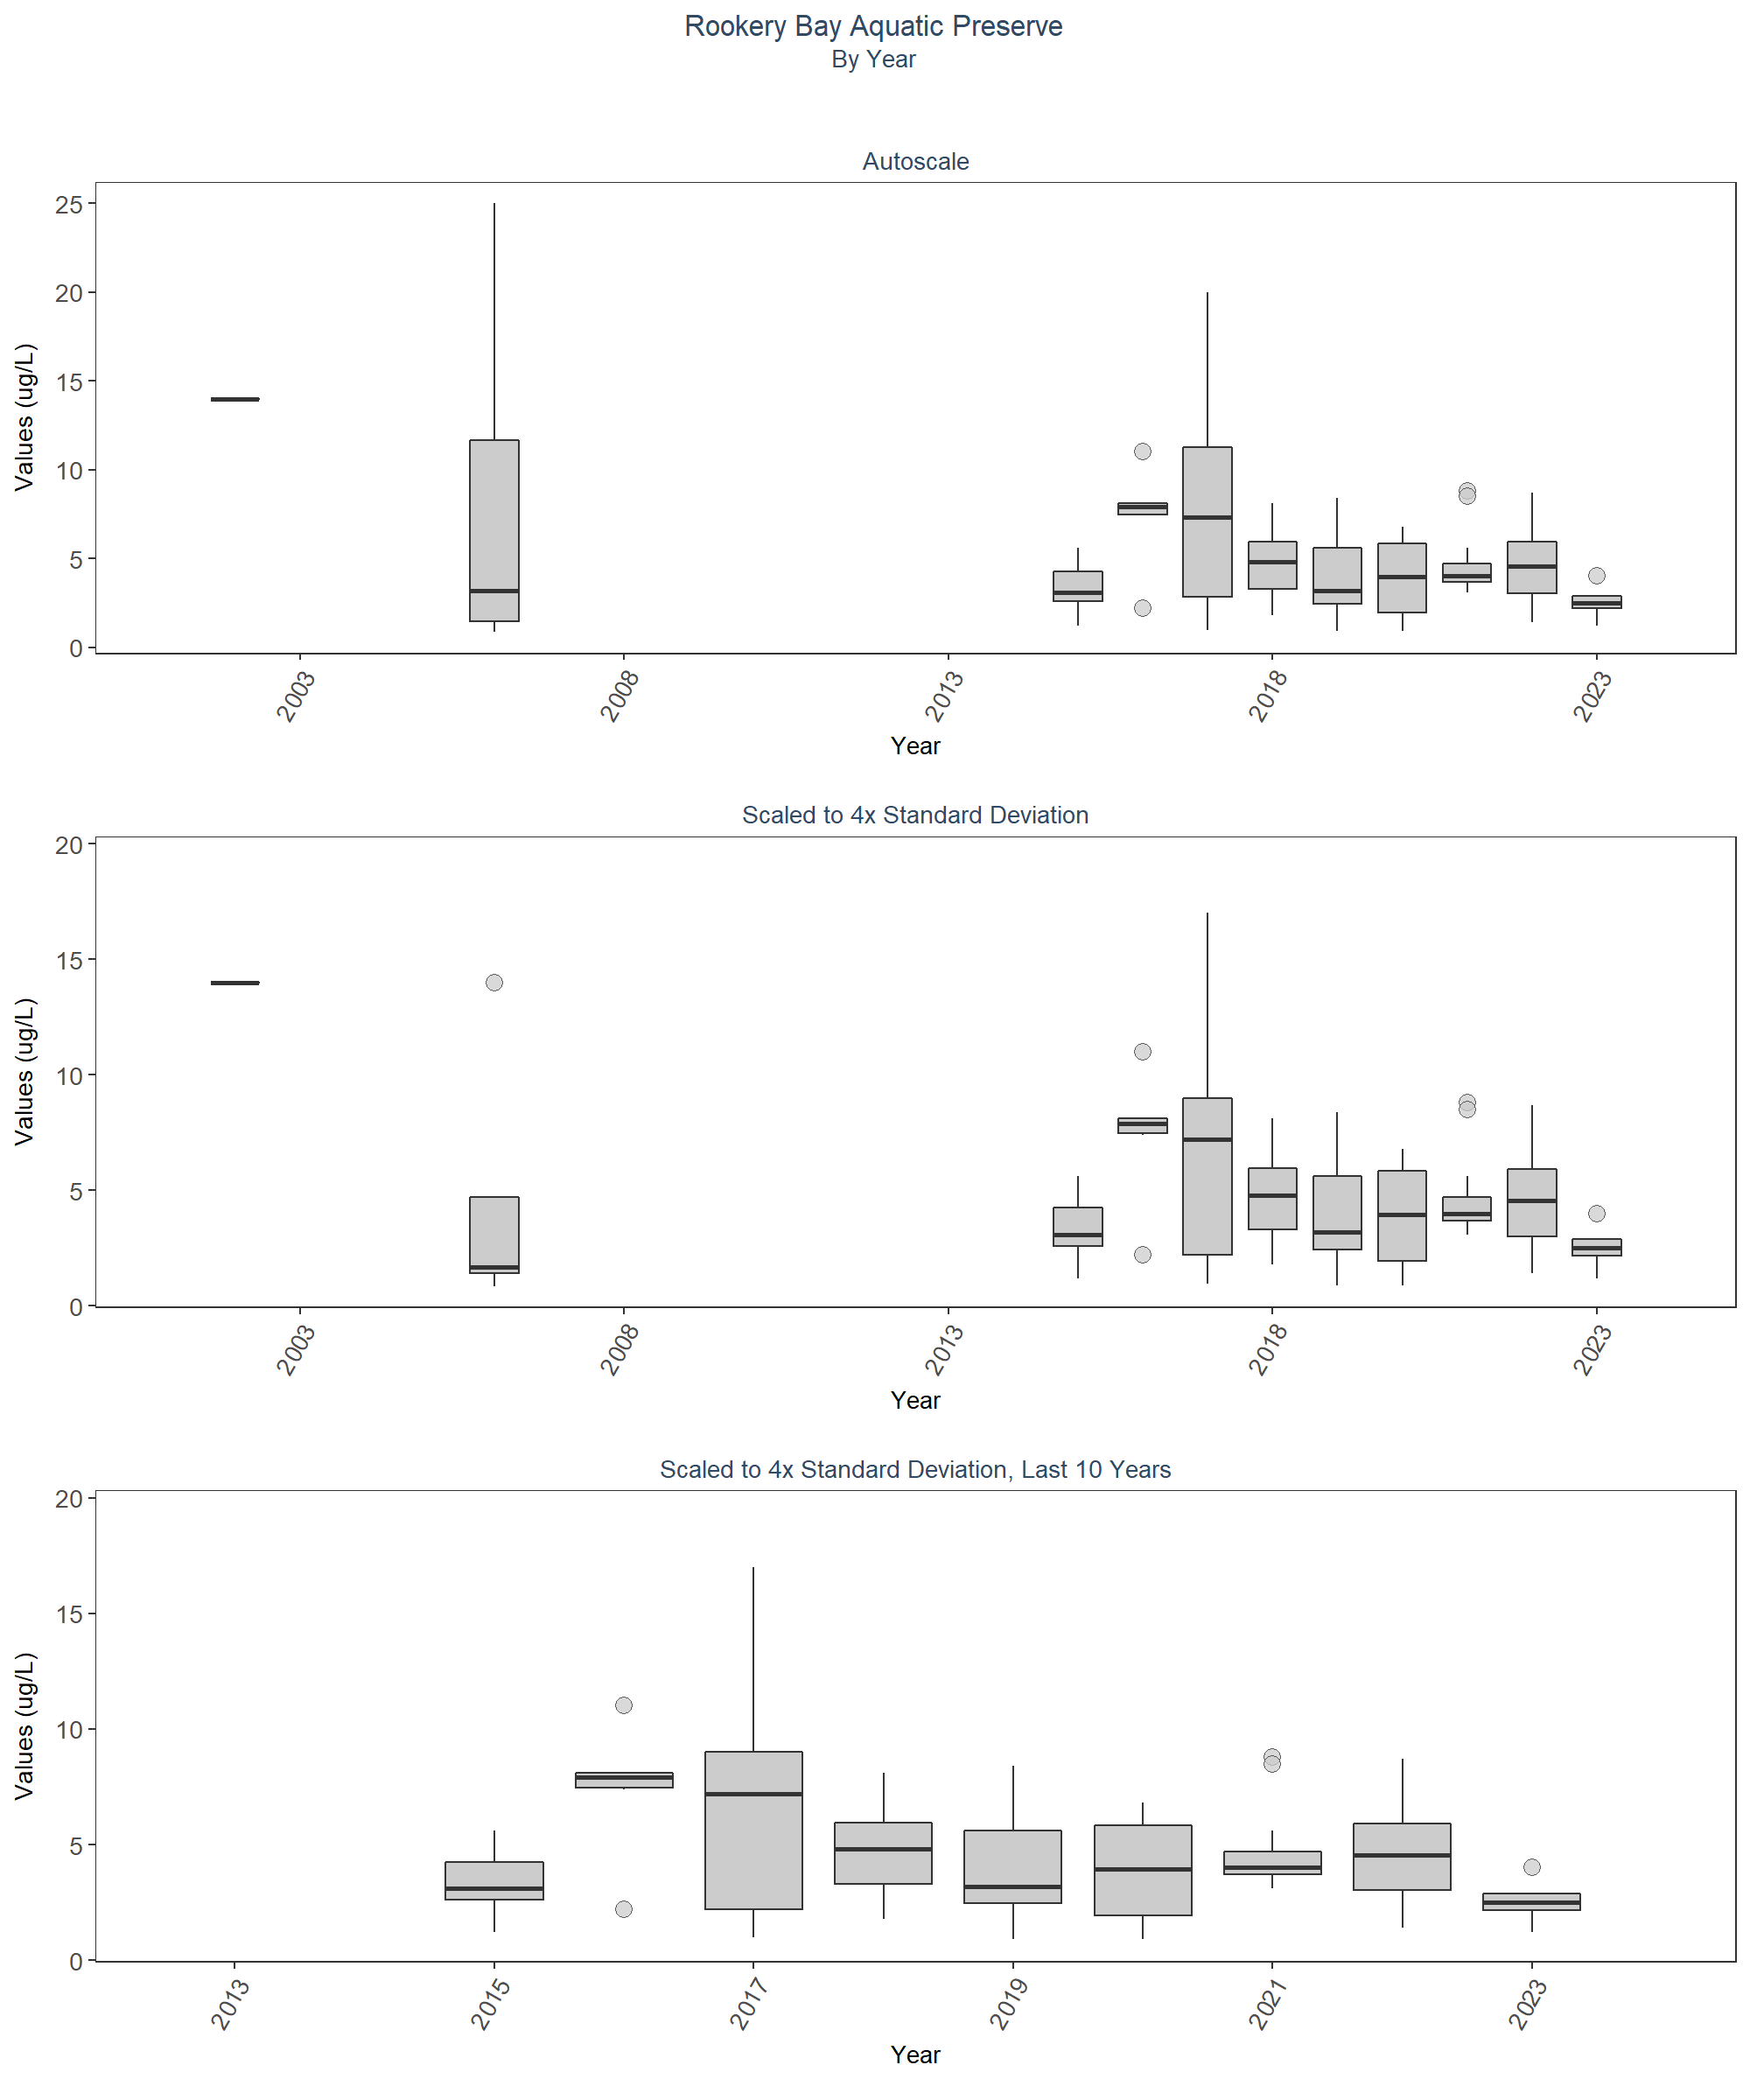 Rookery Bay Aquatic Preserve
By Year
Autoscale
Values (ug/L)
25
20
15
10
5
0
2003
2008
2013
2018
2023
Year
Scaled to 4x Standard Deviation
Values (ug/L)
20
15
10
5
0
2003
2008
2013
2018
2023
Year
Scaled to 4x Standard Deviation, Last 10 Years
Values (ug/L)
20
15
10
5
0
2013
2015
2017
2019
2021
2023
Year